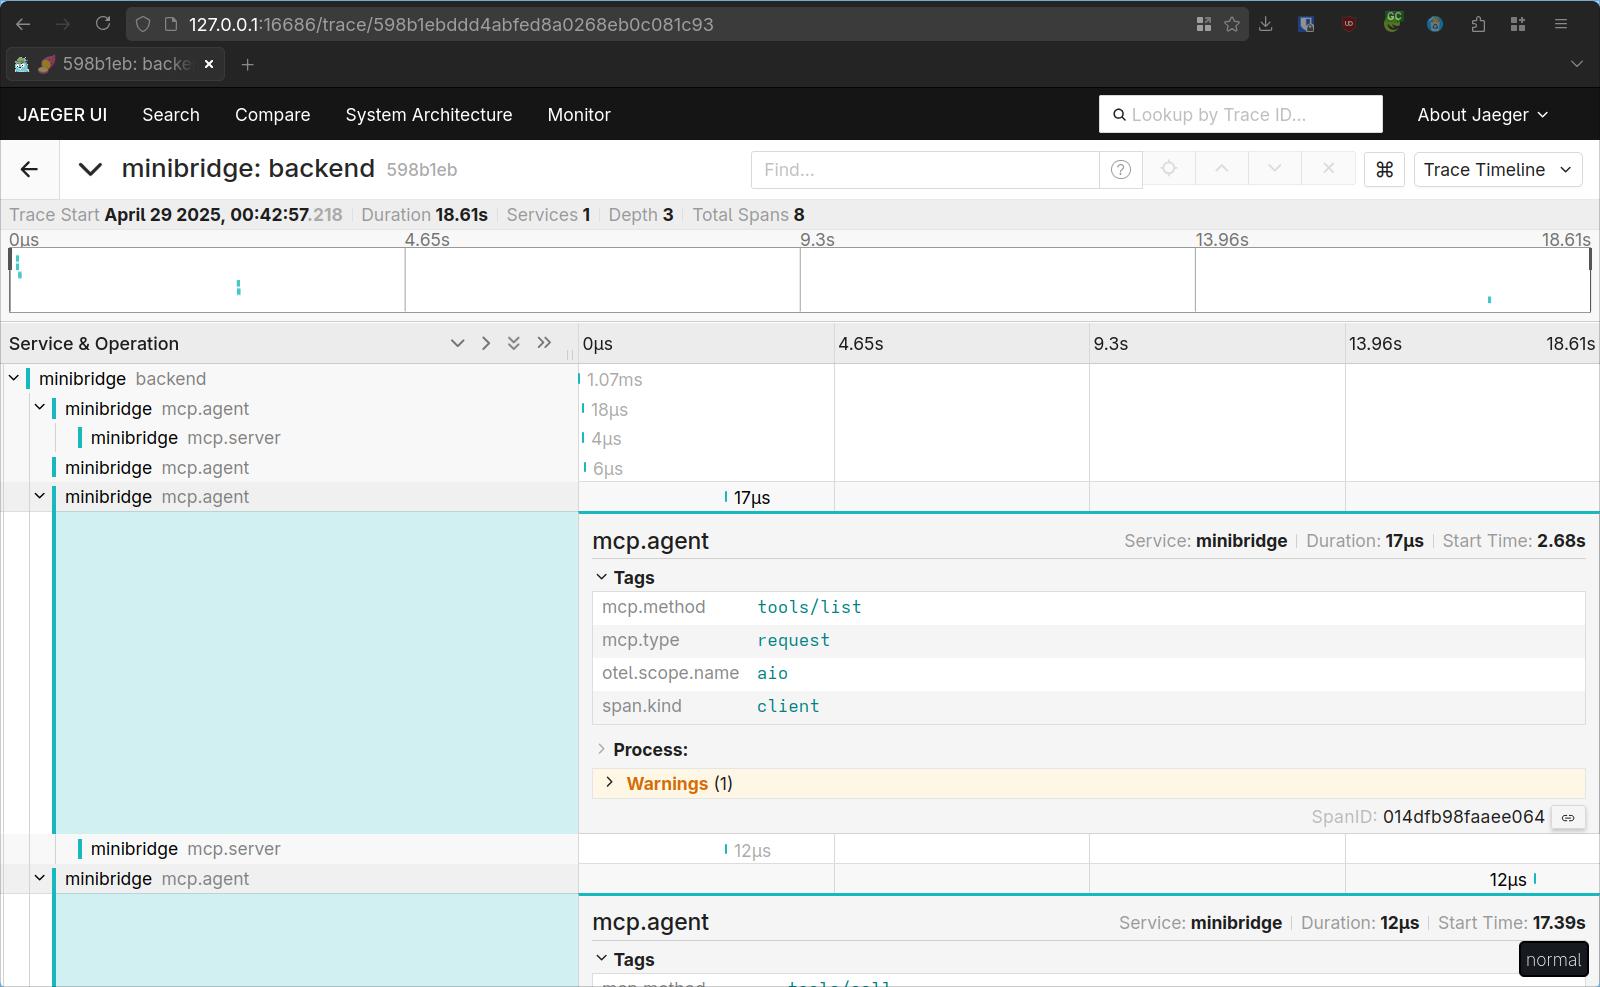 127.0.0.1:16686/trace/598b1ebddd4abfed8a0268eb0c081c93
GC
UD
598b1eb: backe
JAEGER UI Search Compare System Architecture Monitor Lookup by Trace ID... About Jaeger
minibridge: backend 598b1eb Find... ? ⌘ Trace Timeline
Trace Start April 29 2025, 00:42:57.218 Duration 18.61s Services 1 Depth 3 Total Spans 8
0µs 4.65s 9.3s 13.96s 18.61s
Service & Operation 0µs 4.65s 9.3s 13.96s 18.61s
minibridge backend 1.07ms
minibridge mcp.agent 18µs
minibridge mcp.server 4µs
minibridge mcp.agent 6µs
minibridge mcp.agent 17µs
mcp.agent Service: minibridge Duration: 17µs Start Time: 2.68s
Tags
mcp.method tools/list
mcp.type request
otel.scope.name aio
span.kind client
Process:
Warnings (1)
SpanID: 014dfb98faaee064
minibridge mcp.server 12µs
minibridge mcp.agent 12µs
mcp.agent Service: minibridge Duration: 12µs Start Time: 17.39s
Tags
normal
mcp.method tools/call